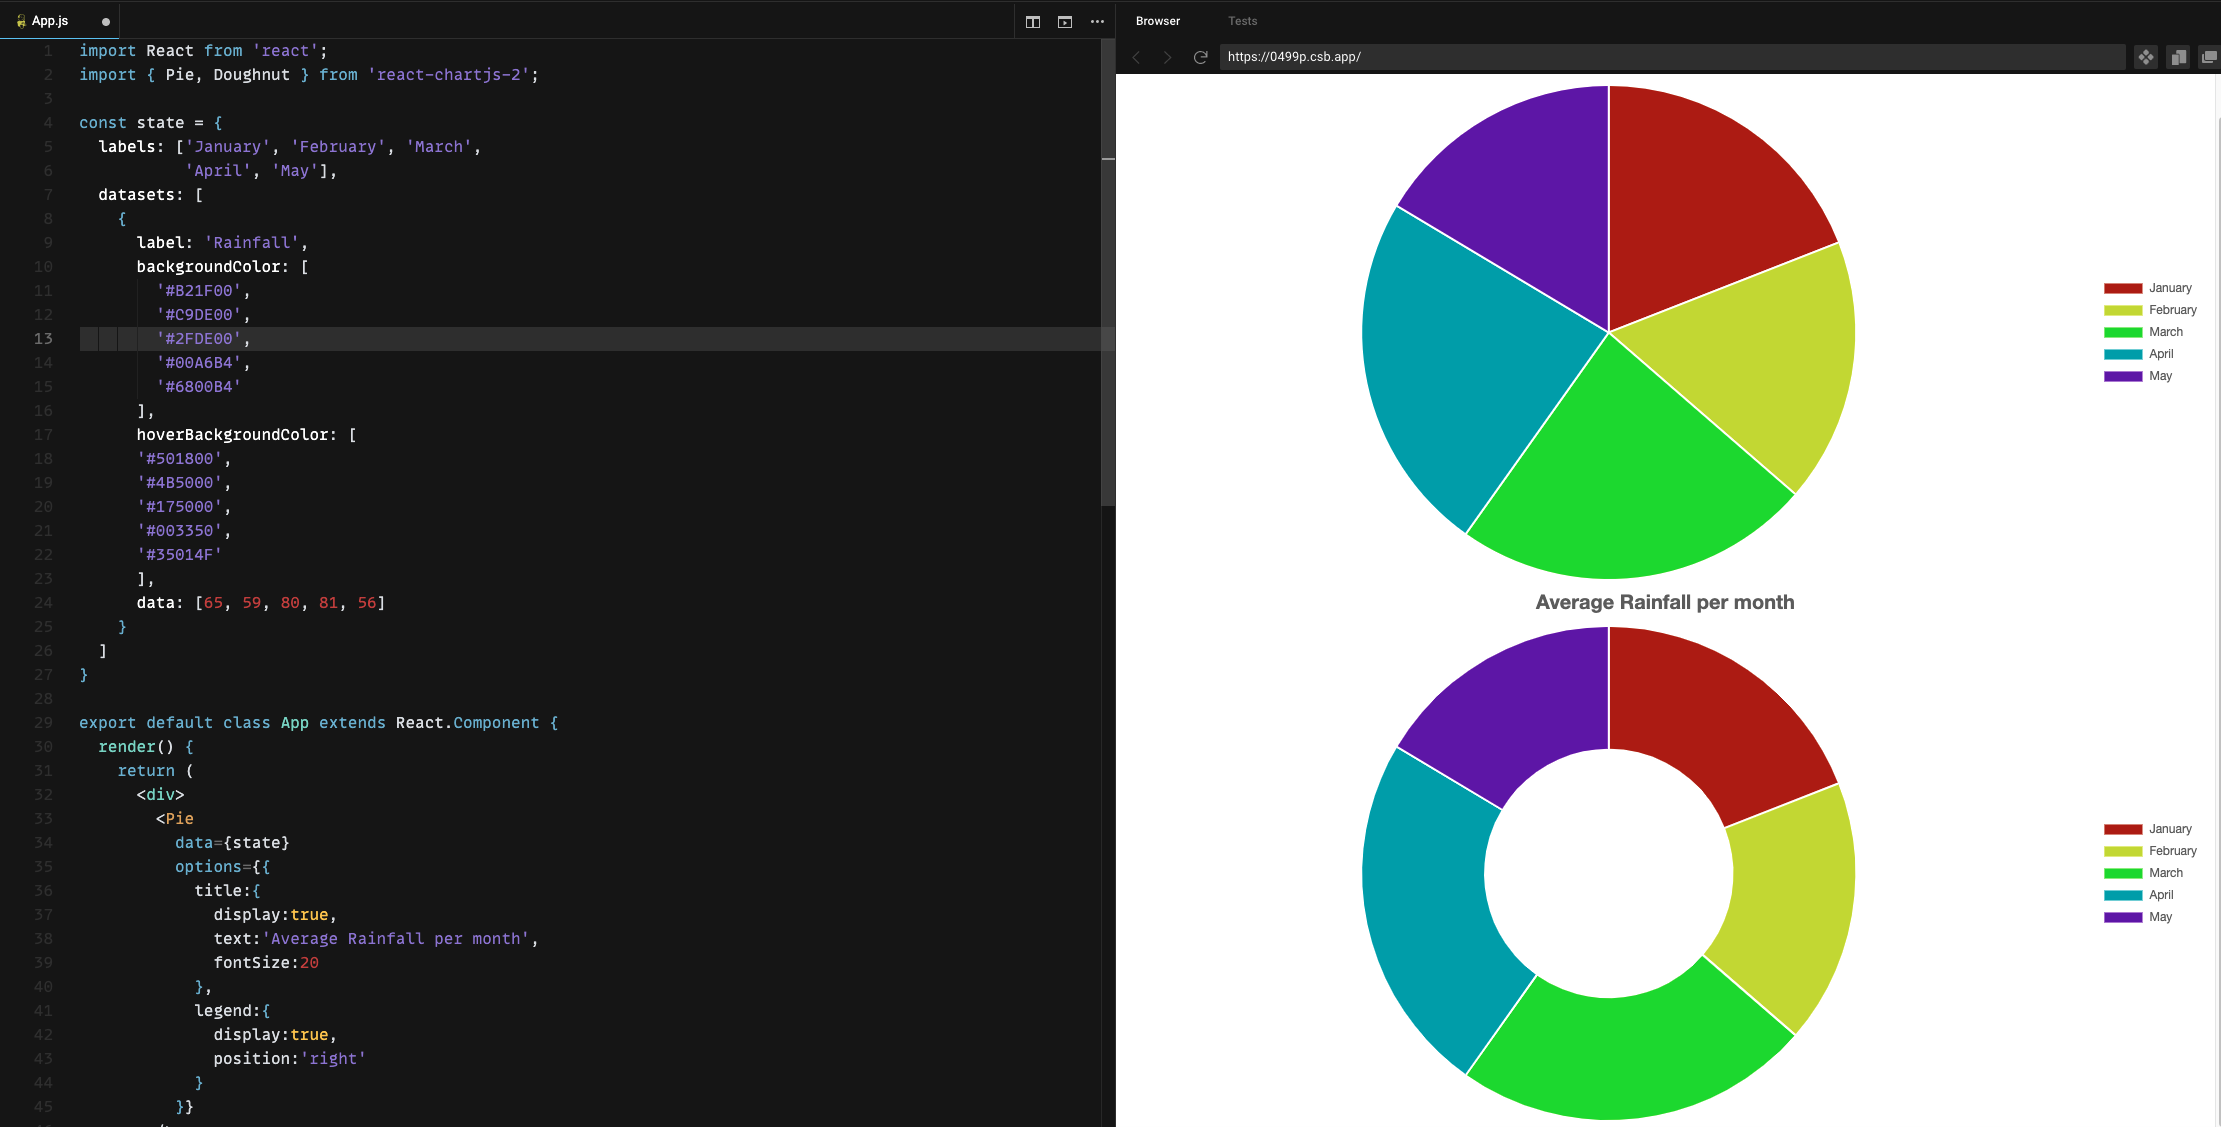 App.js
1 import React from 'react';
2 import { Pie, Doughnut } from 'react-chartjs-2';
3
4 const state = {
5 labels: ['January', 'February', 'March',
6 'April', 'May'],
7 datasets: [
8 {
9 label: 'Rainfall',
10 backgroundColor: [
11 '#B21F00',
12 '#C9DE00',
13 '#2FDE00',
14 '#00A6B4',
15 '#6800B4'
16 ],
17 hoverBackgroundColor: [
18 '#501800',
19 '#4B5000',
20 '#175000',
21 '#003350',
22 '#35014F'
23 ],
24 data: [65, 59, 80, 81, 56]
25 }
26 ]
27 }
28
29 export default class App extends React.Component {
30 render() {
31 return (
32 <div>
33 <Pie
34 data={state}
35 options={{
36 title:{
37 display:true,
38 text:'Average Rainfall per month',
39 fontSize:20
40 },
41 legend:{
42 display:true,
43 position:'right'
44 }
45 }}
Browser Tests
https://0499p.csb.app/
January
February
March
April
May
Average Rainfall per month
January
February
March
April
May